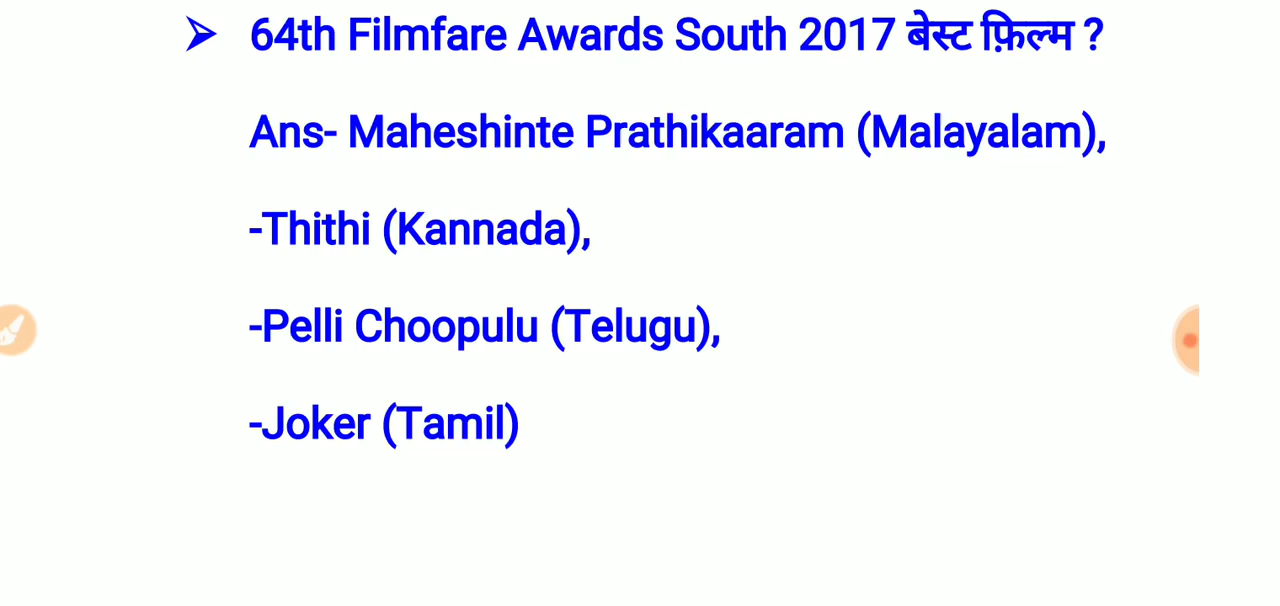 ➢ 64th Filmfare Awards South 2017 बेस्ट फ़िल्म ?
Ans- Maheshinte Prathikaaram (Malayalam),
-Thithi (Kannada),
-Pelli Choopulu (Telugu),
-Joker (Tamil)